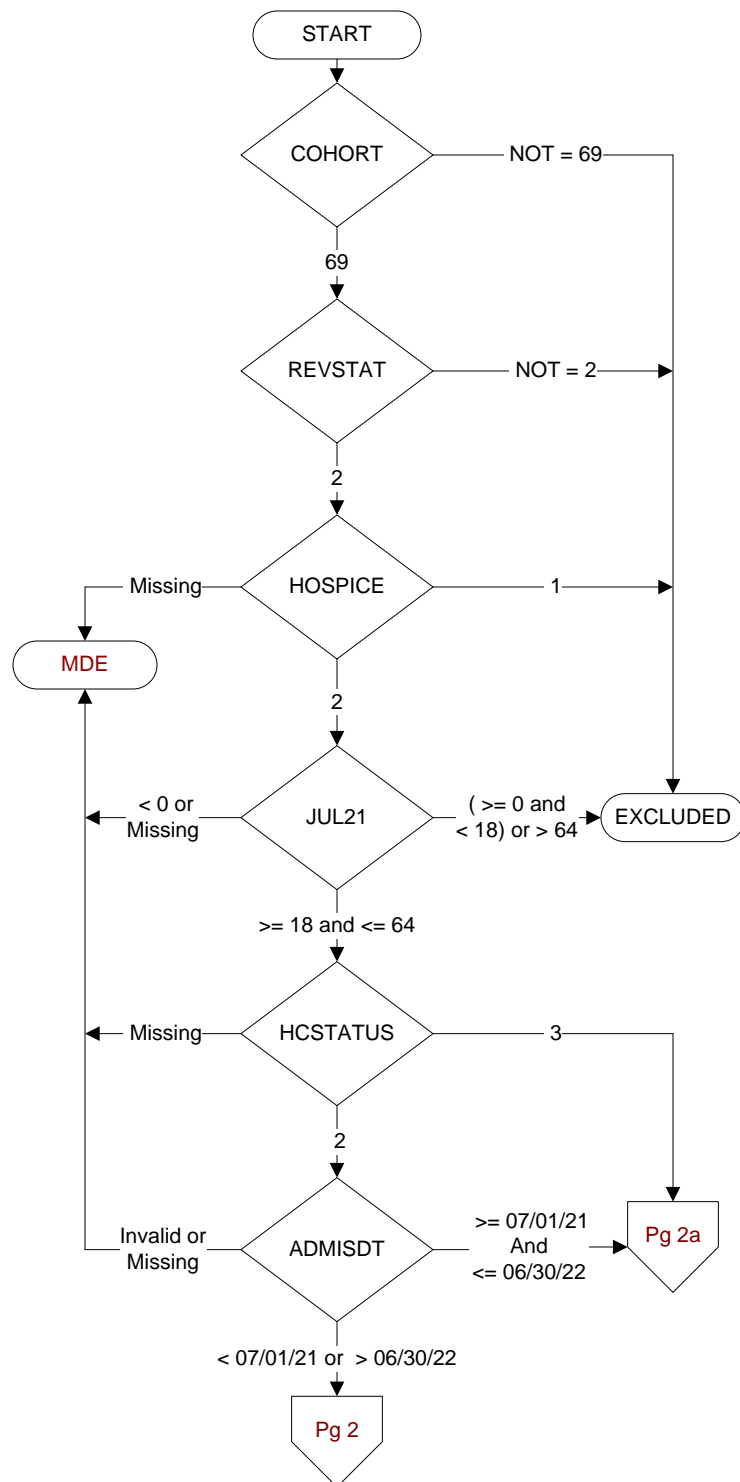 START
COHORT
NOT = 69
69
REVSTAT
NOT = 2
2
Missing
HOSPICE
1
MDE
2
< 0 or
Missing
JUL21
( >= 0 and
< 18) or > 64
EXCLUDED
>= 18 and <= 64
Missing
HCSTATUS
3
2
Invalid or
Missing
ADMISDT
>= 07/01/21
And
<= 06/30/22
Pg 2a
< 07/01/21 or > 06/30/22
Pg 2